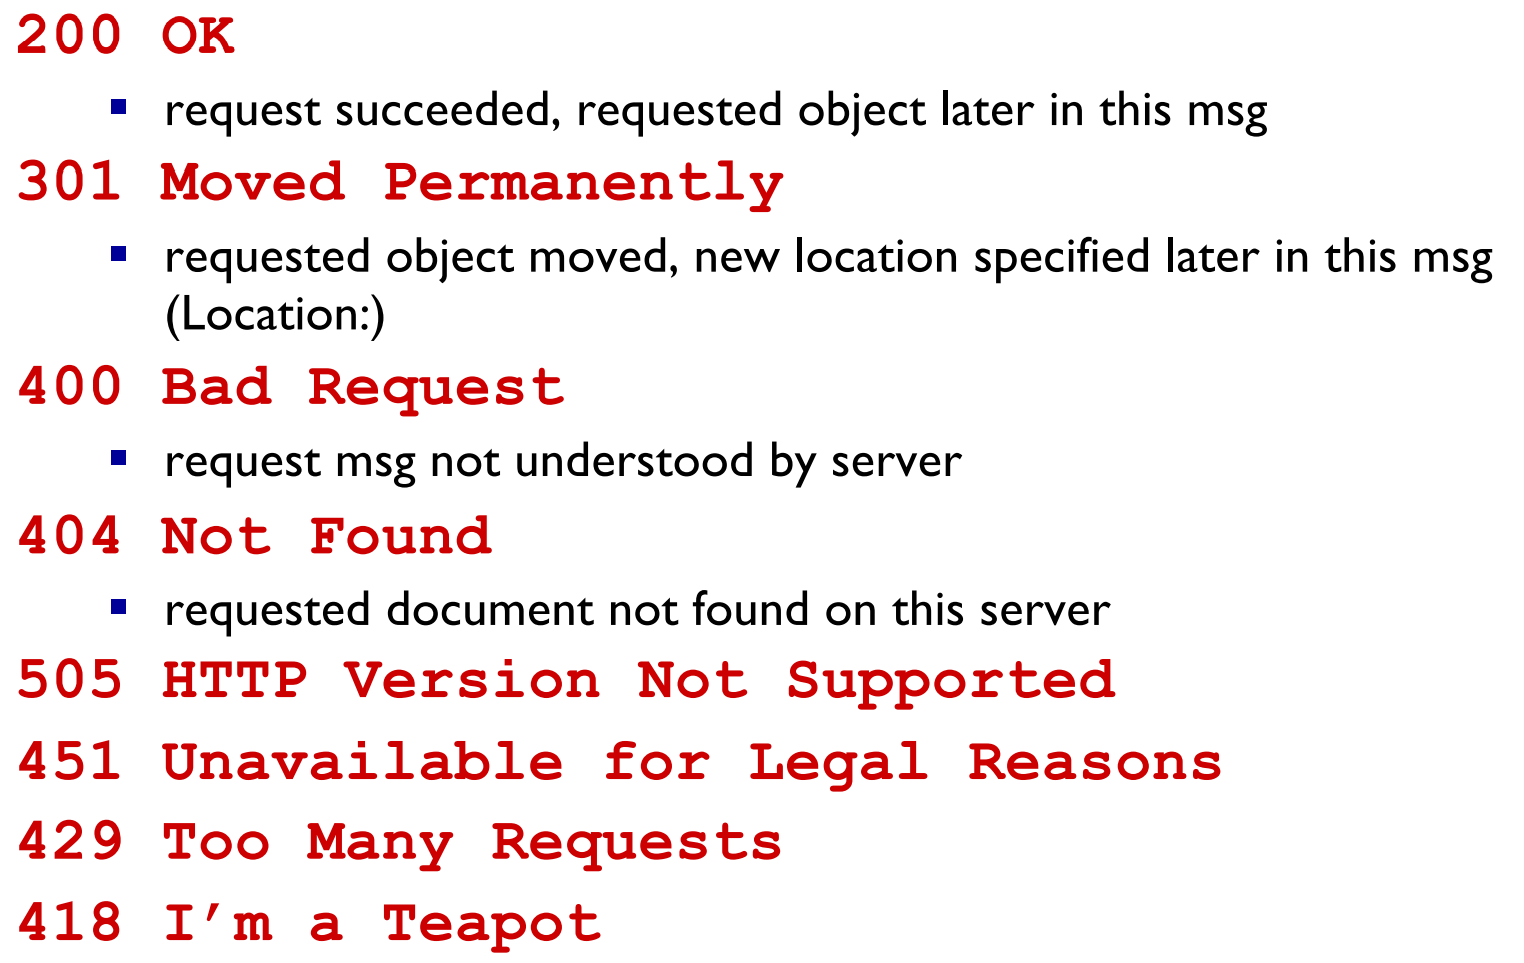 200 OK
request succeeded, requested object later in this msg
301 Moved Permanently
requested object moved, new location specified later in this msg
(Location:)
400 Bad Request
request msg not understood by server
404 Not Found
requested document not found on this server
505 HTTP Version Not Supported
451 Unavailable for Legal Reasons
429 Too Many Requests
418 I’m a Teapot